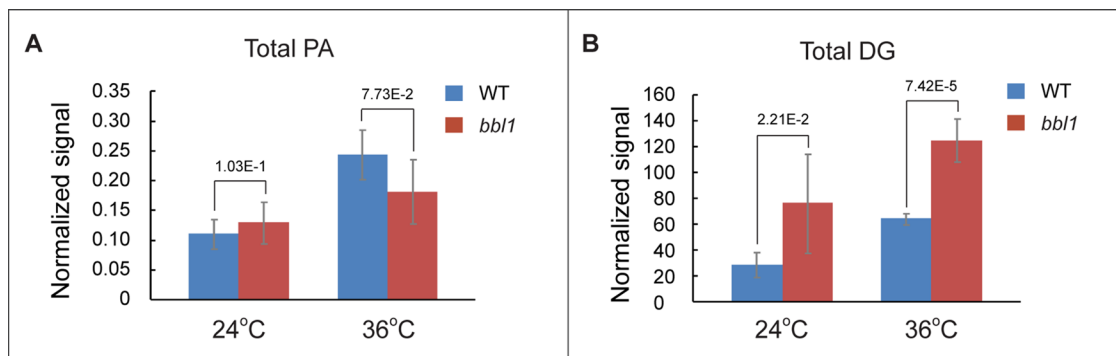 A
Total PA
Normalized signal
0.35
0.30
0.25
0.20
0.15
0.10
0.05
0
1.03E-1
7.73E-2
WT
bbl1
24°C
36°C
B
Total DG
Normalized signal
160
140
120
100
80
60
40
20
0
2.21E-2
7.42E-5
WT
bbl1
24°C
36°C